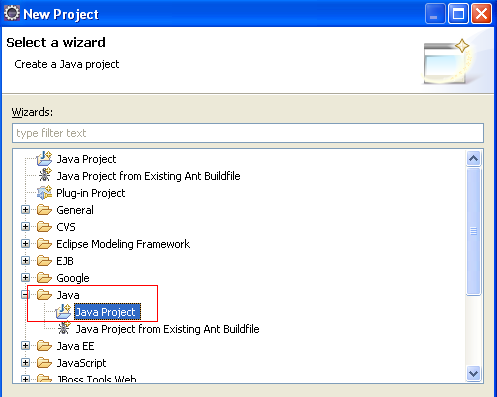 New Project
Select a wizard
Create a Java project
Wizards:
type filter text
Java Project
Java Project from Existing Ant Buildfile
Plug-in Project
General
CVS
Eclipse Modeling Framework
EJB
Google
Java
Java Project
Java Project from Existing Ant Buildfile
Java EE
JavaScript
JBoss Tools Web